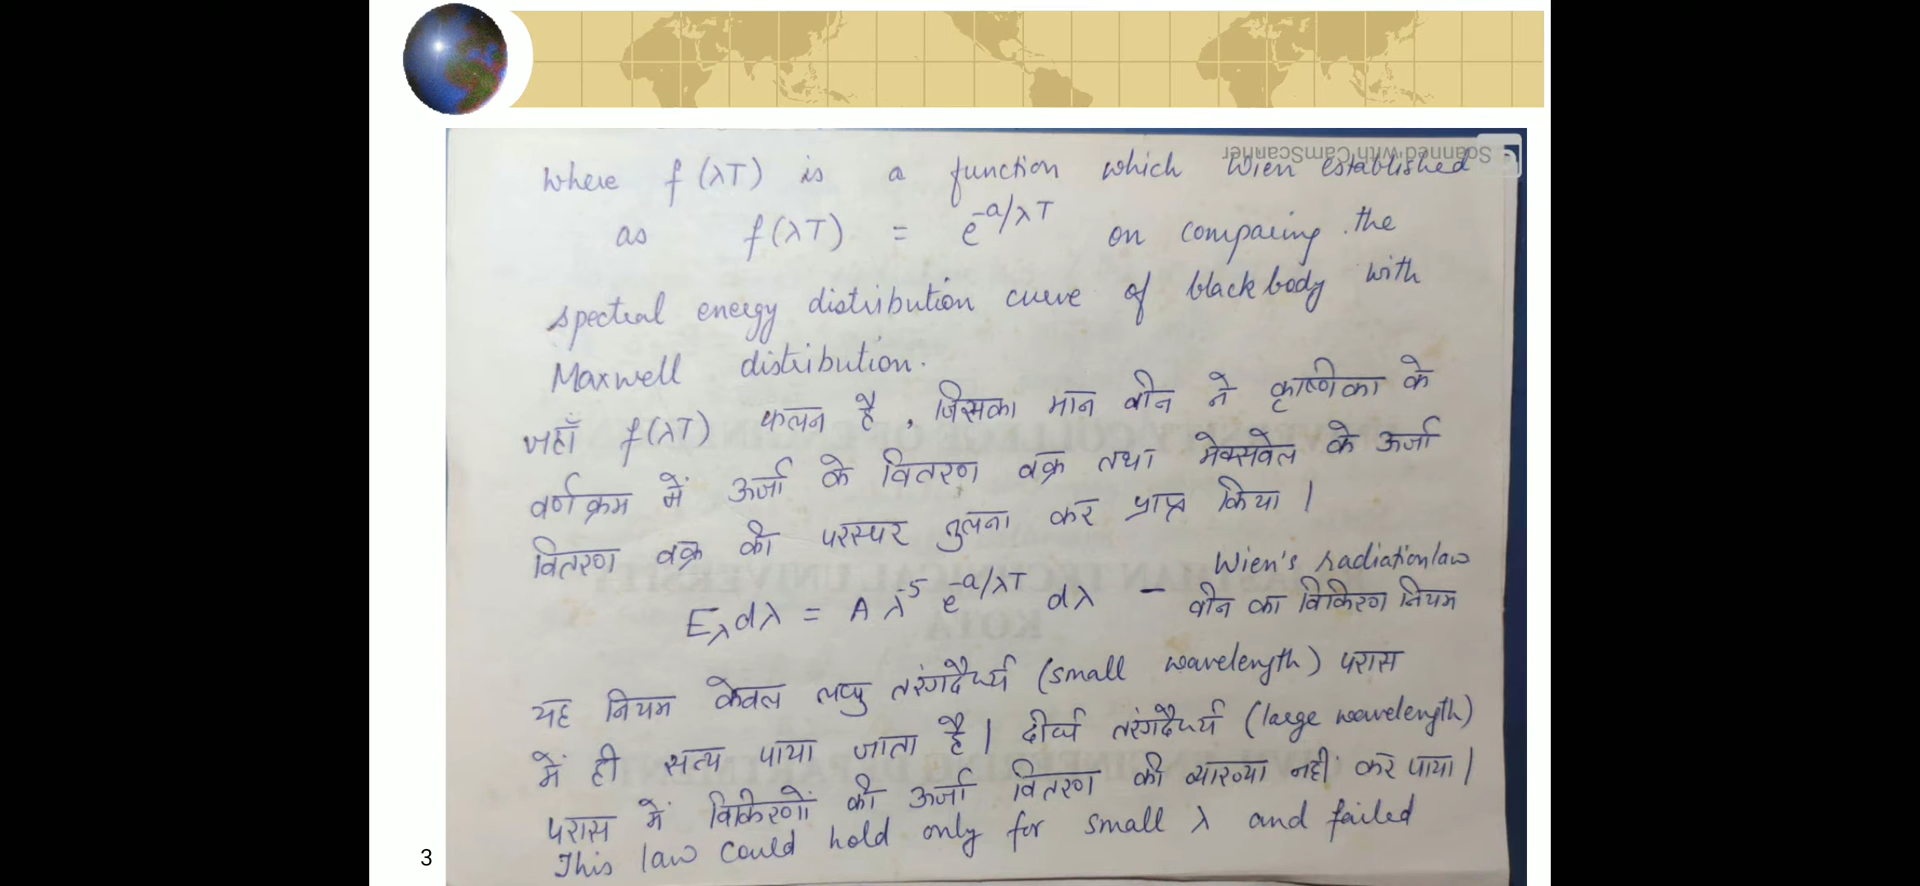 Scanned with CamScanner
where f(λT) is a function which Wien established
as f(λT) = e^{-a/λT} on comparing the
spectral energy distribution curve of blackbody with
Maxwell distribution.
जहाँ f(λT) फलन है, जिसका मान वीन ने कृष्णिका के
वर्णक्रम में ऊर्जा के वितरण वक्र तथा मेक्सवेल के ऊर्जा
वितरण वक्र की परस्पर तुलना कर प्राप्त किया।
Wien's radiation law
E_λ dλ = A λ^{-5} e^{-a/λT} dλ – वीन का विकिरण नियम
यह नियम केवल लघु तरंगदैर्ध्य (small wavelength) परास
में ही सत्य पाया जाता है। दीर्घ तरंगदैर्ध्य (large wavelength)
परास में विकिरणों की ऊर्जा वितरण की व्याख्या नहीं कर पाया।
This law could hold only for small λ and failed
3